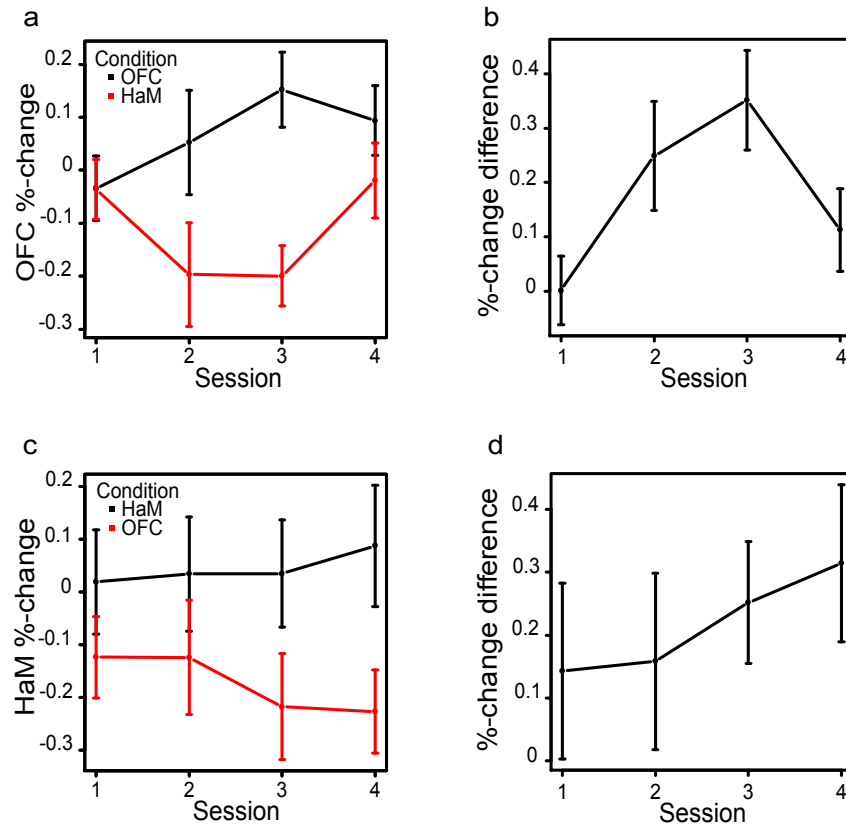 a
OFC %-change
0.2
0.1
0
-0.1
-0.2
-0.3
Condition
OFC
HaM
1 2 3 4
Session
b
%-change difference
0.4
0.3
0.2
0.1
0
1 2 3 4
Session
c
HaM %-change
0.2
0.1
0
-0.1
-0.2
-0.3
Condition
HaM
OFC
1 2 3 4
Session
d
%-change difference
0.4
0.3
0.2
0.1
0
1 2 3 4
Session